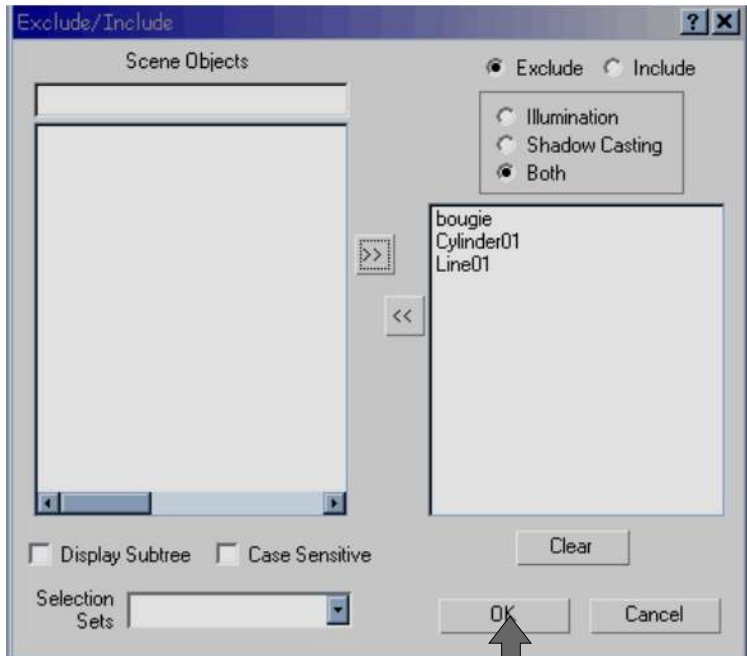 Exclude/Include
Scene Objects
Exclude Include
Illumination
Shadow Casting
Both
bougie
Cylinder01
Line01
>>
<<
Display Subtree Case Sensitive
Clear
Selection
Sets
OK Cancel